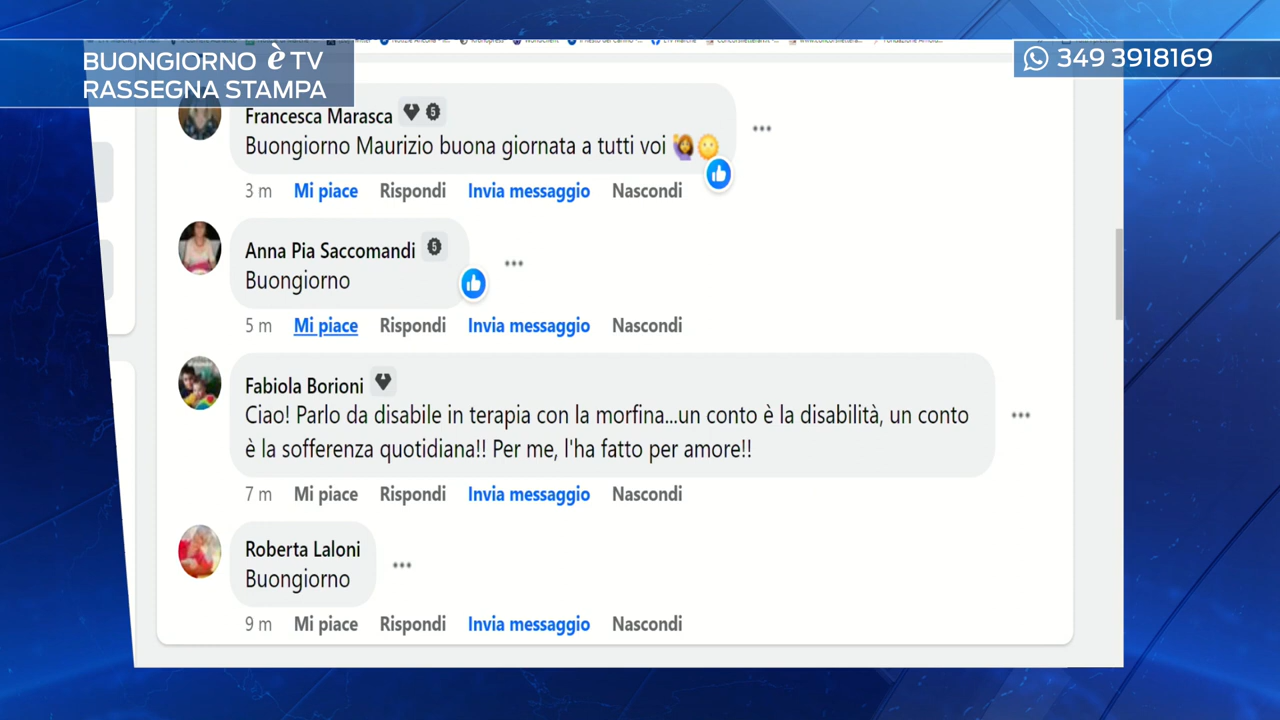 BUONGIORNO è TV
RASSEGNA STAMPA
349 3918169
Francesca Marasca
Buongiorno Maurizio buona giornata a tutti voi 🙋‍♀️🌝
3 m Mi piace Rispondi Invia messaggio Nascondi
Anna Pia Saccomandi
Buongiorno
5 m Mi piace Rispondi Invia messaggio Nascondi
Fabiola Borioni
Ciao! Parlo da disabile in terapia con la morfina...un conto è la disabilità, un conto
è la sofferenza quotidiana!! Per me, l'ha fatto per amore!!
7 m Mi piace Rispondi Invia messaggio Nascondi
Roberta Laloni
Buongiorno
9 m Mi piace Rispondi Invia messaggio Nascondi